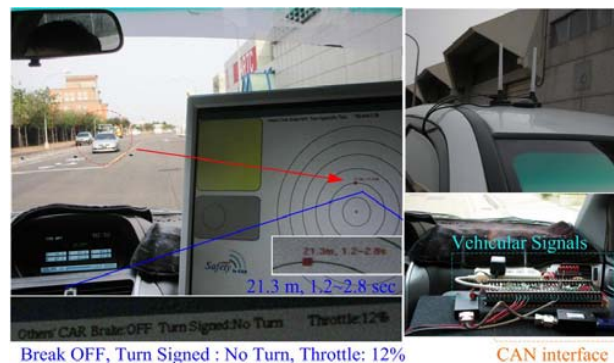 21.3m, 1.2~2.8s
Safety
21.3 m, 1.2~2.8 sec
Others' CAR Brake:OFF Turn Signed:No Turn Throttle:12%
Break OFF, Turn Signed : No Turn, Throttle: 12%
Vehicular Signals
CAN interface